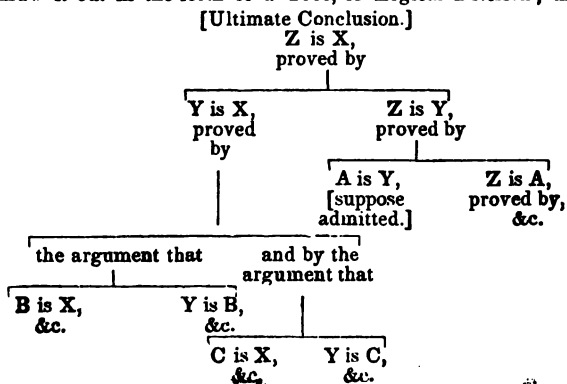 [Ultimate Conclusion.]
Z is X,
proved by
Y is X,
proved
by
Z is Y,
proved by
A is Y,
[suppose
admitted.]
Z is A,
proved by,
&c.
the argument that
and by the
argument that
B is X,
&c.
Y is B,
&c.
C is X,
&c.
Y is C,
&c.